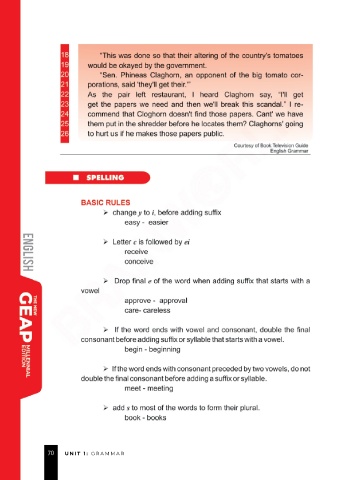 18 "This was done so that their altering of the country's tomatoes
19 would be okayed by the government.
20 "Sen. Phineas Claghorn, an opponent of the big tomato cor-
21 porations, said 'they'll get their.'"
22 As the pair left restaurant, I heard Claghorn say, "I'll get
23 get the papers we need and then we'll break this scandal." I re-
24 commend that Cloghorn doesn't find those papers. Cant' we have
25 them put in the shredder before he locates them? Claghorns' going
26 to hurt us if he makes those papers public.
Courtesy of Book Television Guide
English Grammar
■ SPELLING
BASIC RULES
➢ change y to i, before adding suffix
easy - easier
➢ Letter c is followed by ei
receive
conceive
➢ Drop final e of the word when adding suffix that starts with a
vowel
approve - approval
care- careless
➢ If the word ends with vowel and consonant, double the final
consonant before adding suffix or syllable that starts with a vowel.
begin - beginning
➢ If the word ends with consonant preceded by two vowels, do not
double the final consonant before adding a suffix or syllable.
meet - meeting
➢ add s to most of the words to form their plural.
book - books
ENGLISH
THE NEW
GEAP
MILLENNIAL
EDITION
70 UNIT 1: GRAMMAR